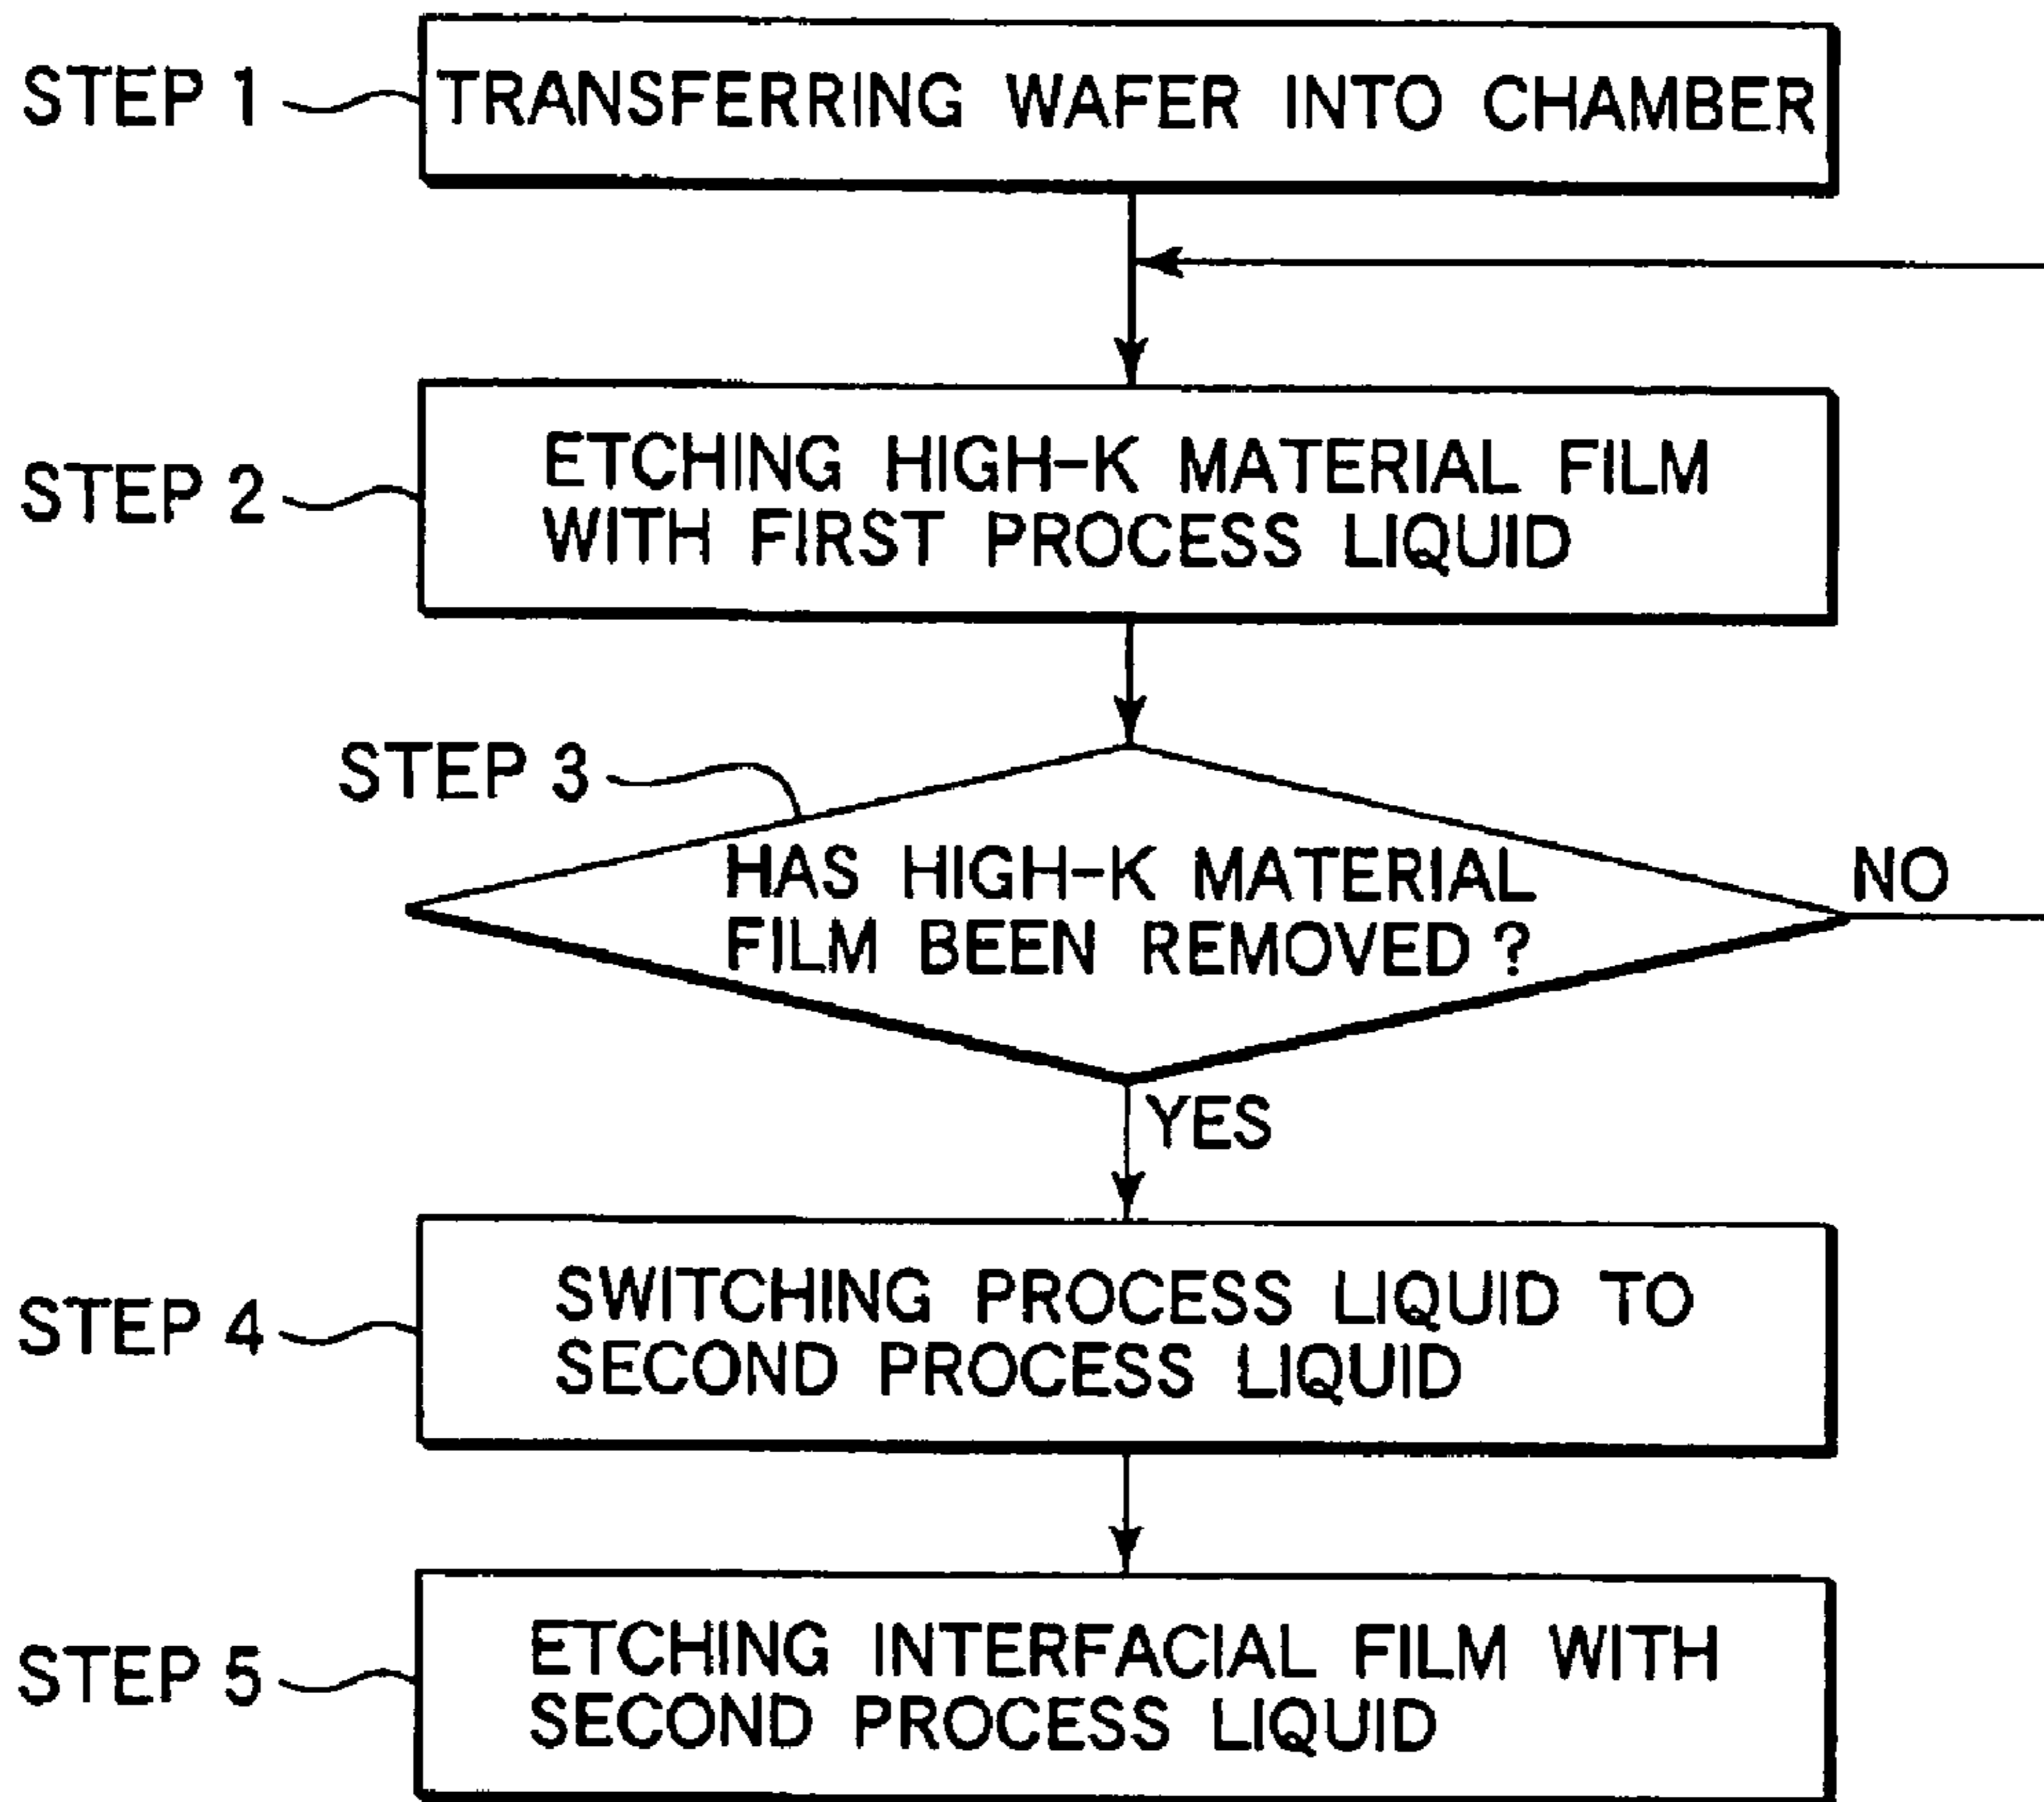 STEP 1
TRANSFERRING WAFER INTO CHAMBER
STEP 2
ETCHING HIGH-K MATERIAL FILM
WITH FIRST PROCESS LIQUID
STEP 3
HAS HIGH-K MATERIAL
FILM BEEN REMOVED?
NO
YES
STEP 4
SWITCHING PROCESS LIQUID TO
SECOND PROCESS LIQUID
STEP 5
ETCHING INTERFACIAL FILM WITH
SECOND PROCESS LIQUID